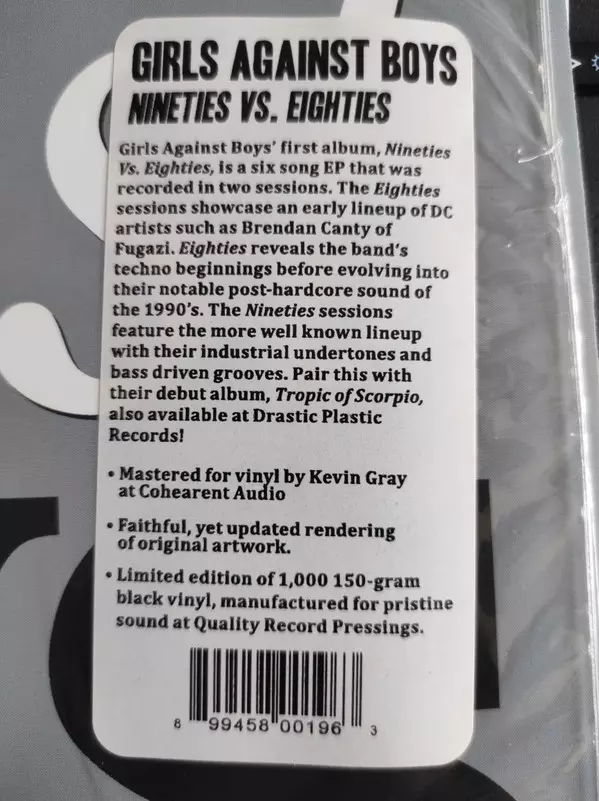 GIRLS AGAINST BOYS
NINETIES VS. EIGHTIES
Girls Against Boys' first album, Nineties
Vs. Eighties, is a six song EP that was
recorded in two sessions. The Eighties
sessions showcase an early lineup of DC
artists such as Brendan Canty of
Fugazi. Eighties reveals the band's
techno beginnings before evolving into
their notable post-hardcore sound of
the 1990's. The Nineties sessions
feature the more well known lineup
with their industrial undertones and
bass driven grooves. Pair this with
their debut album, Tropic of Scorpio,
also available at Drastic Plastic
Records!
• Mastered for vinyl by Kevin Gray
at Cohearent Audio
• Faithful, yet updated rendering
of original artwork.
• Limited edition of 1,000 150-gram
black vinyl, manufactured for pristine
sound at Quality Record Pressings.
8 99458 00196 3